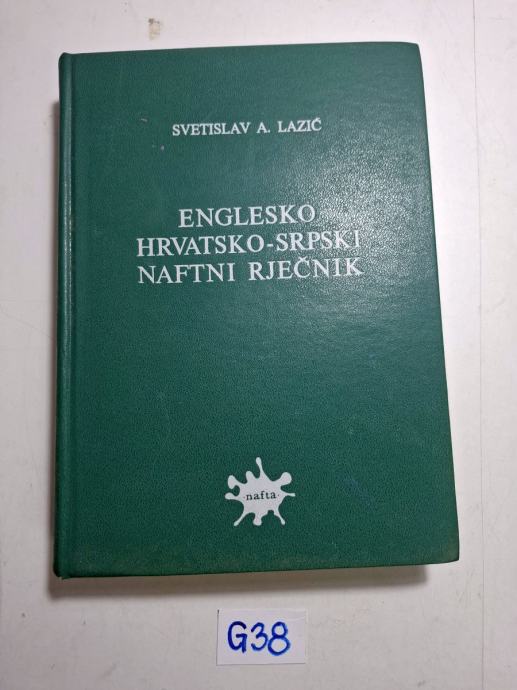 SVETISLAV A. LAZIĆ
ENGLESKO
HRVATSKO-SRPSKI
NAFTNI RJEČNIK
nafta
G38